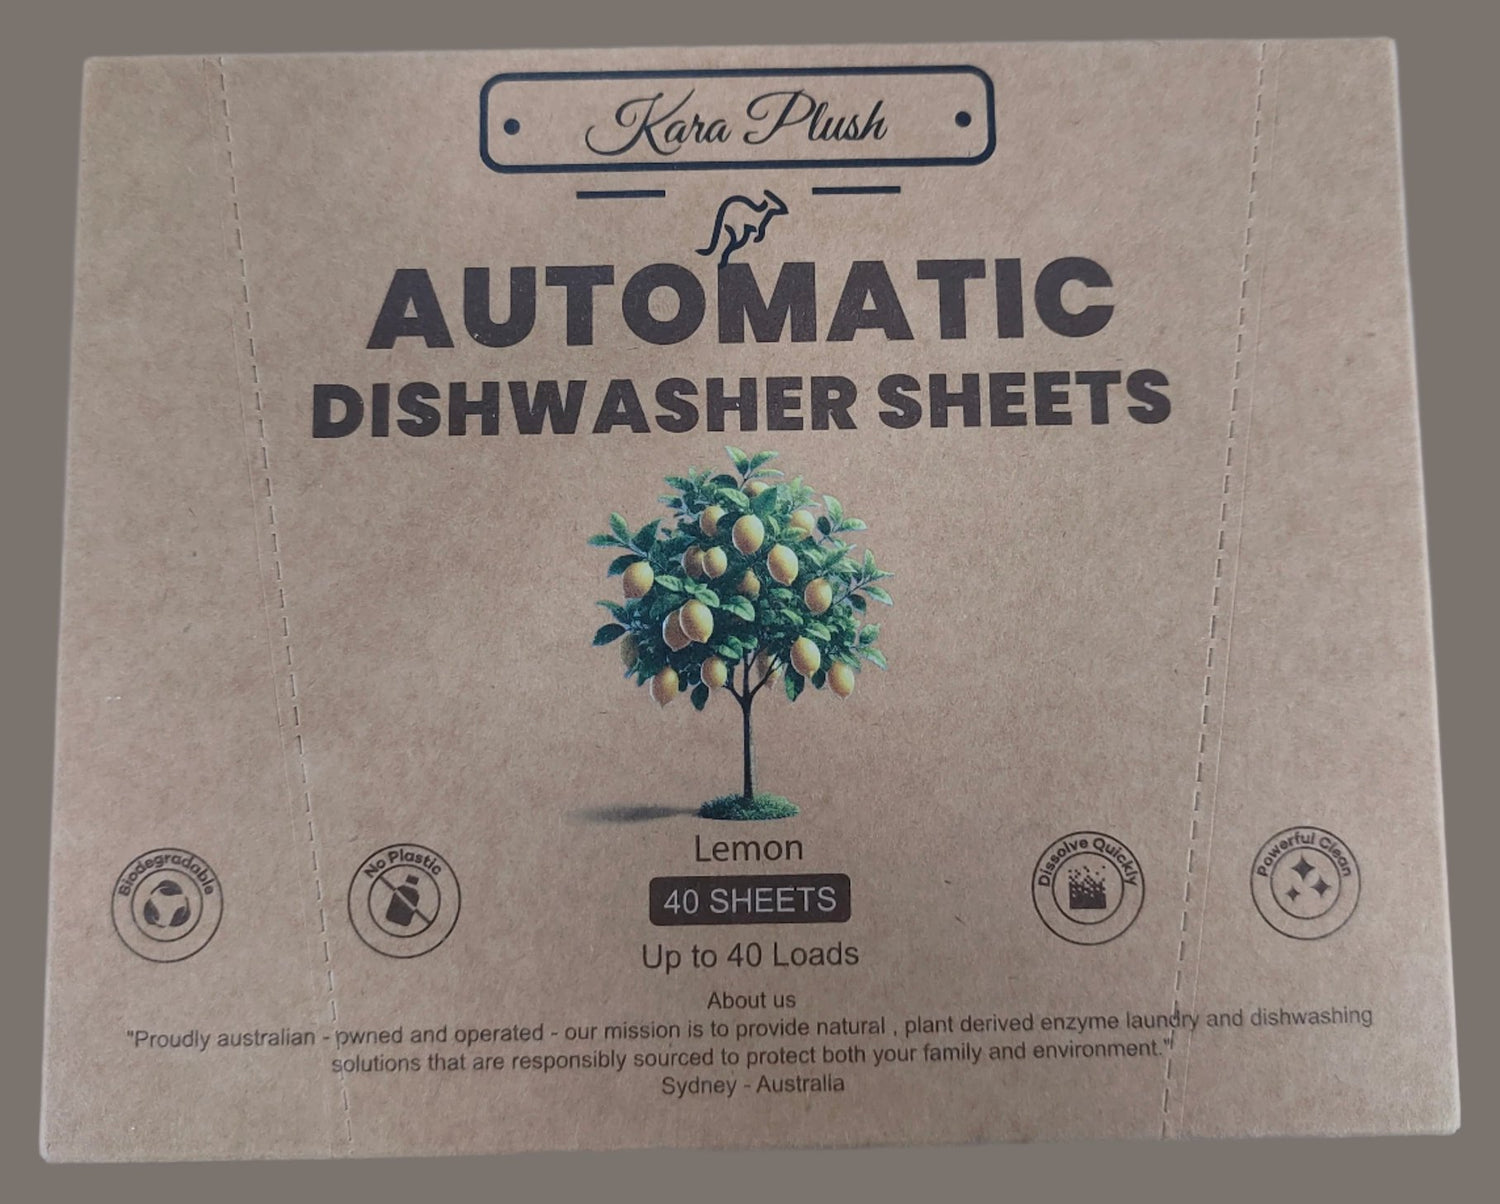 Kara Plush
AUTOMATIC
DISHWASHER SHEETS
Lemon
40 SHEETS
Up to 40 Loads
Biodegradable
No Plastic
Dissolve Quickly
Powerful Clean
About us
"Proudly australian - pwned and operated - our mission is to provide natural , plant derived enzyme laundry and dishwashing
solutions that are responsibly sourced to protect both your family and environment."
Sydney - Australia